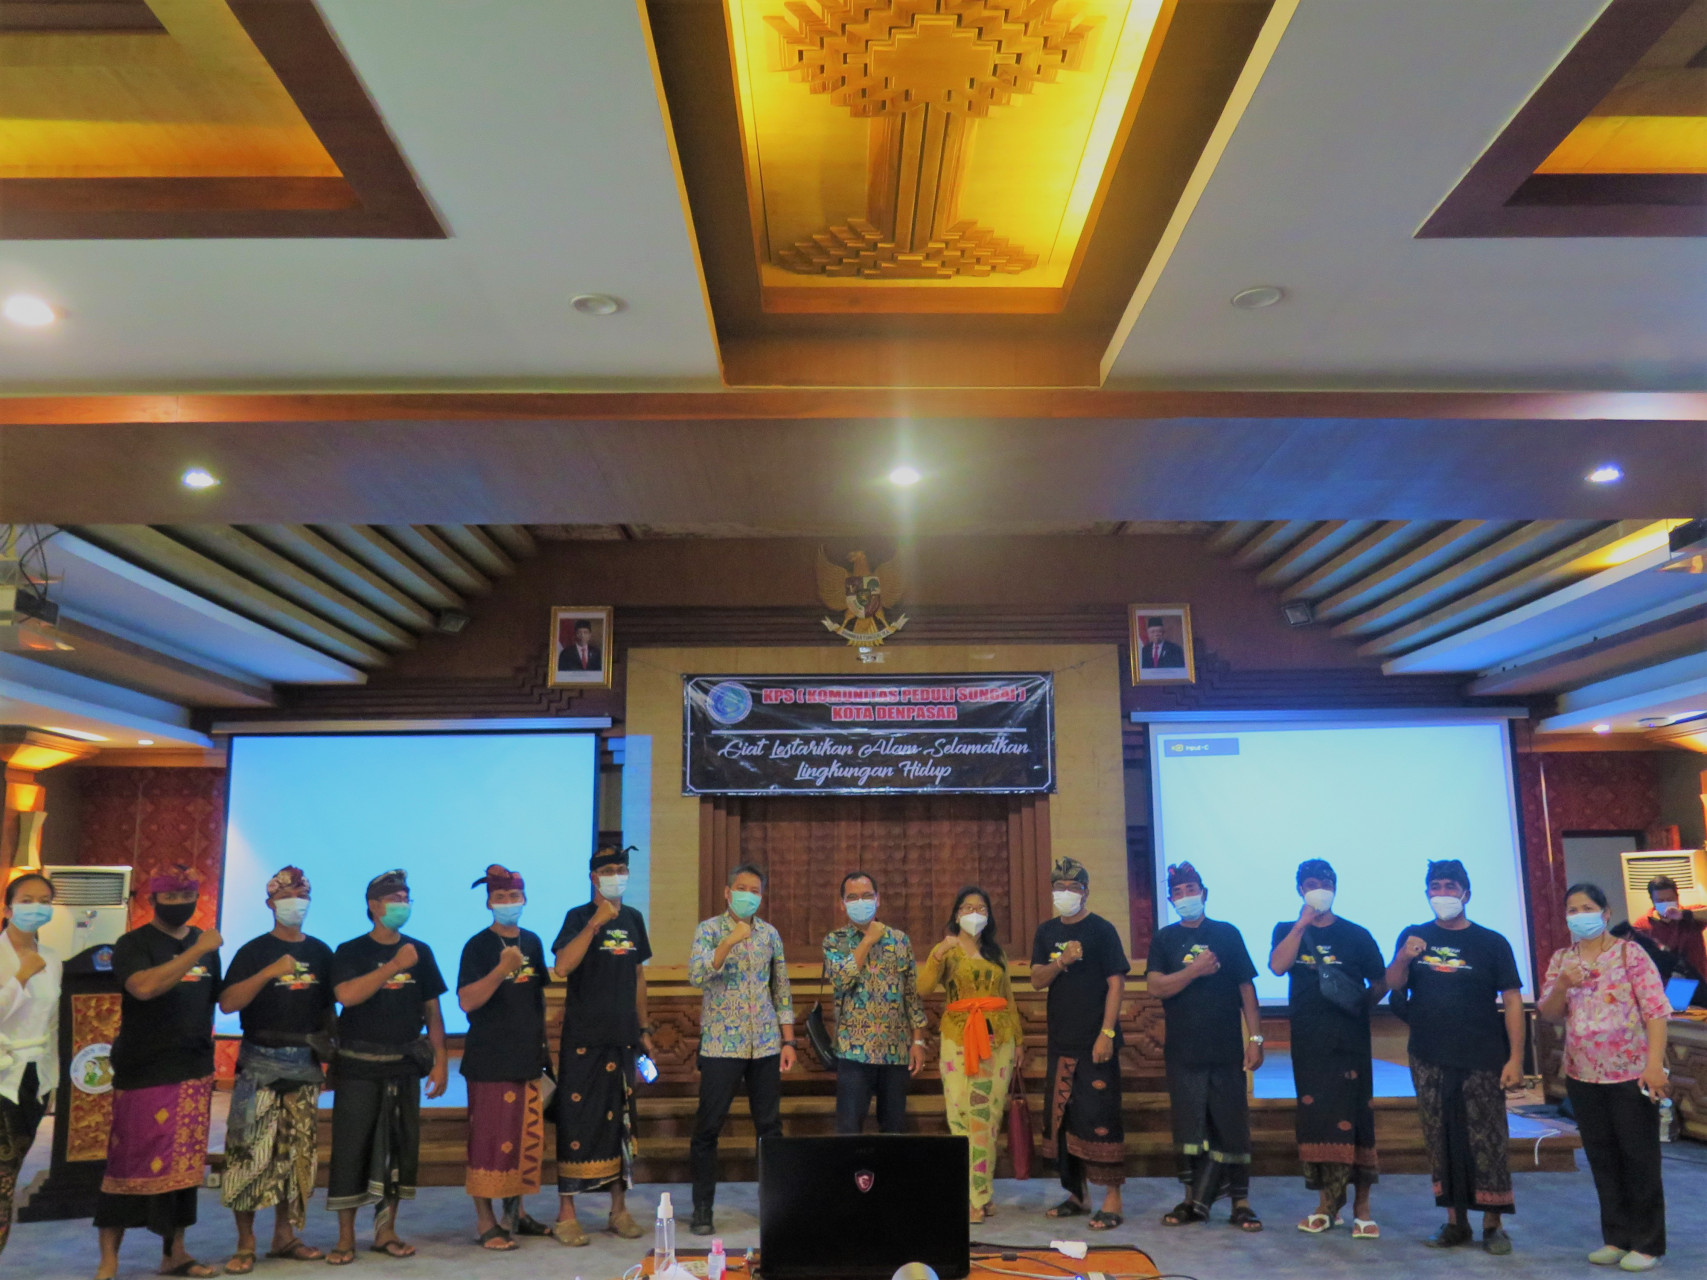 KPS ( KOMUNITAS PEDULI SUNGAI )
KOTA DENPASAR
Giat Lestarikan Alam Selamatkan
Lingkungan Hidup
Input-C